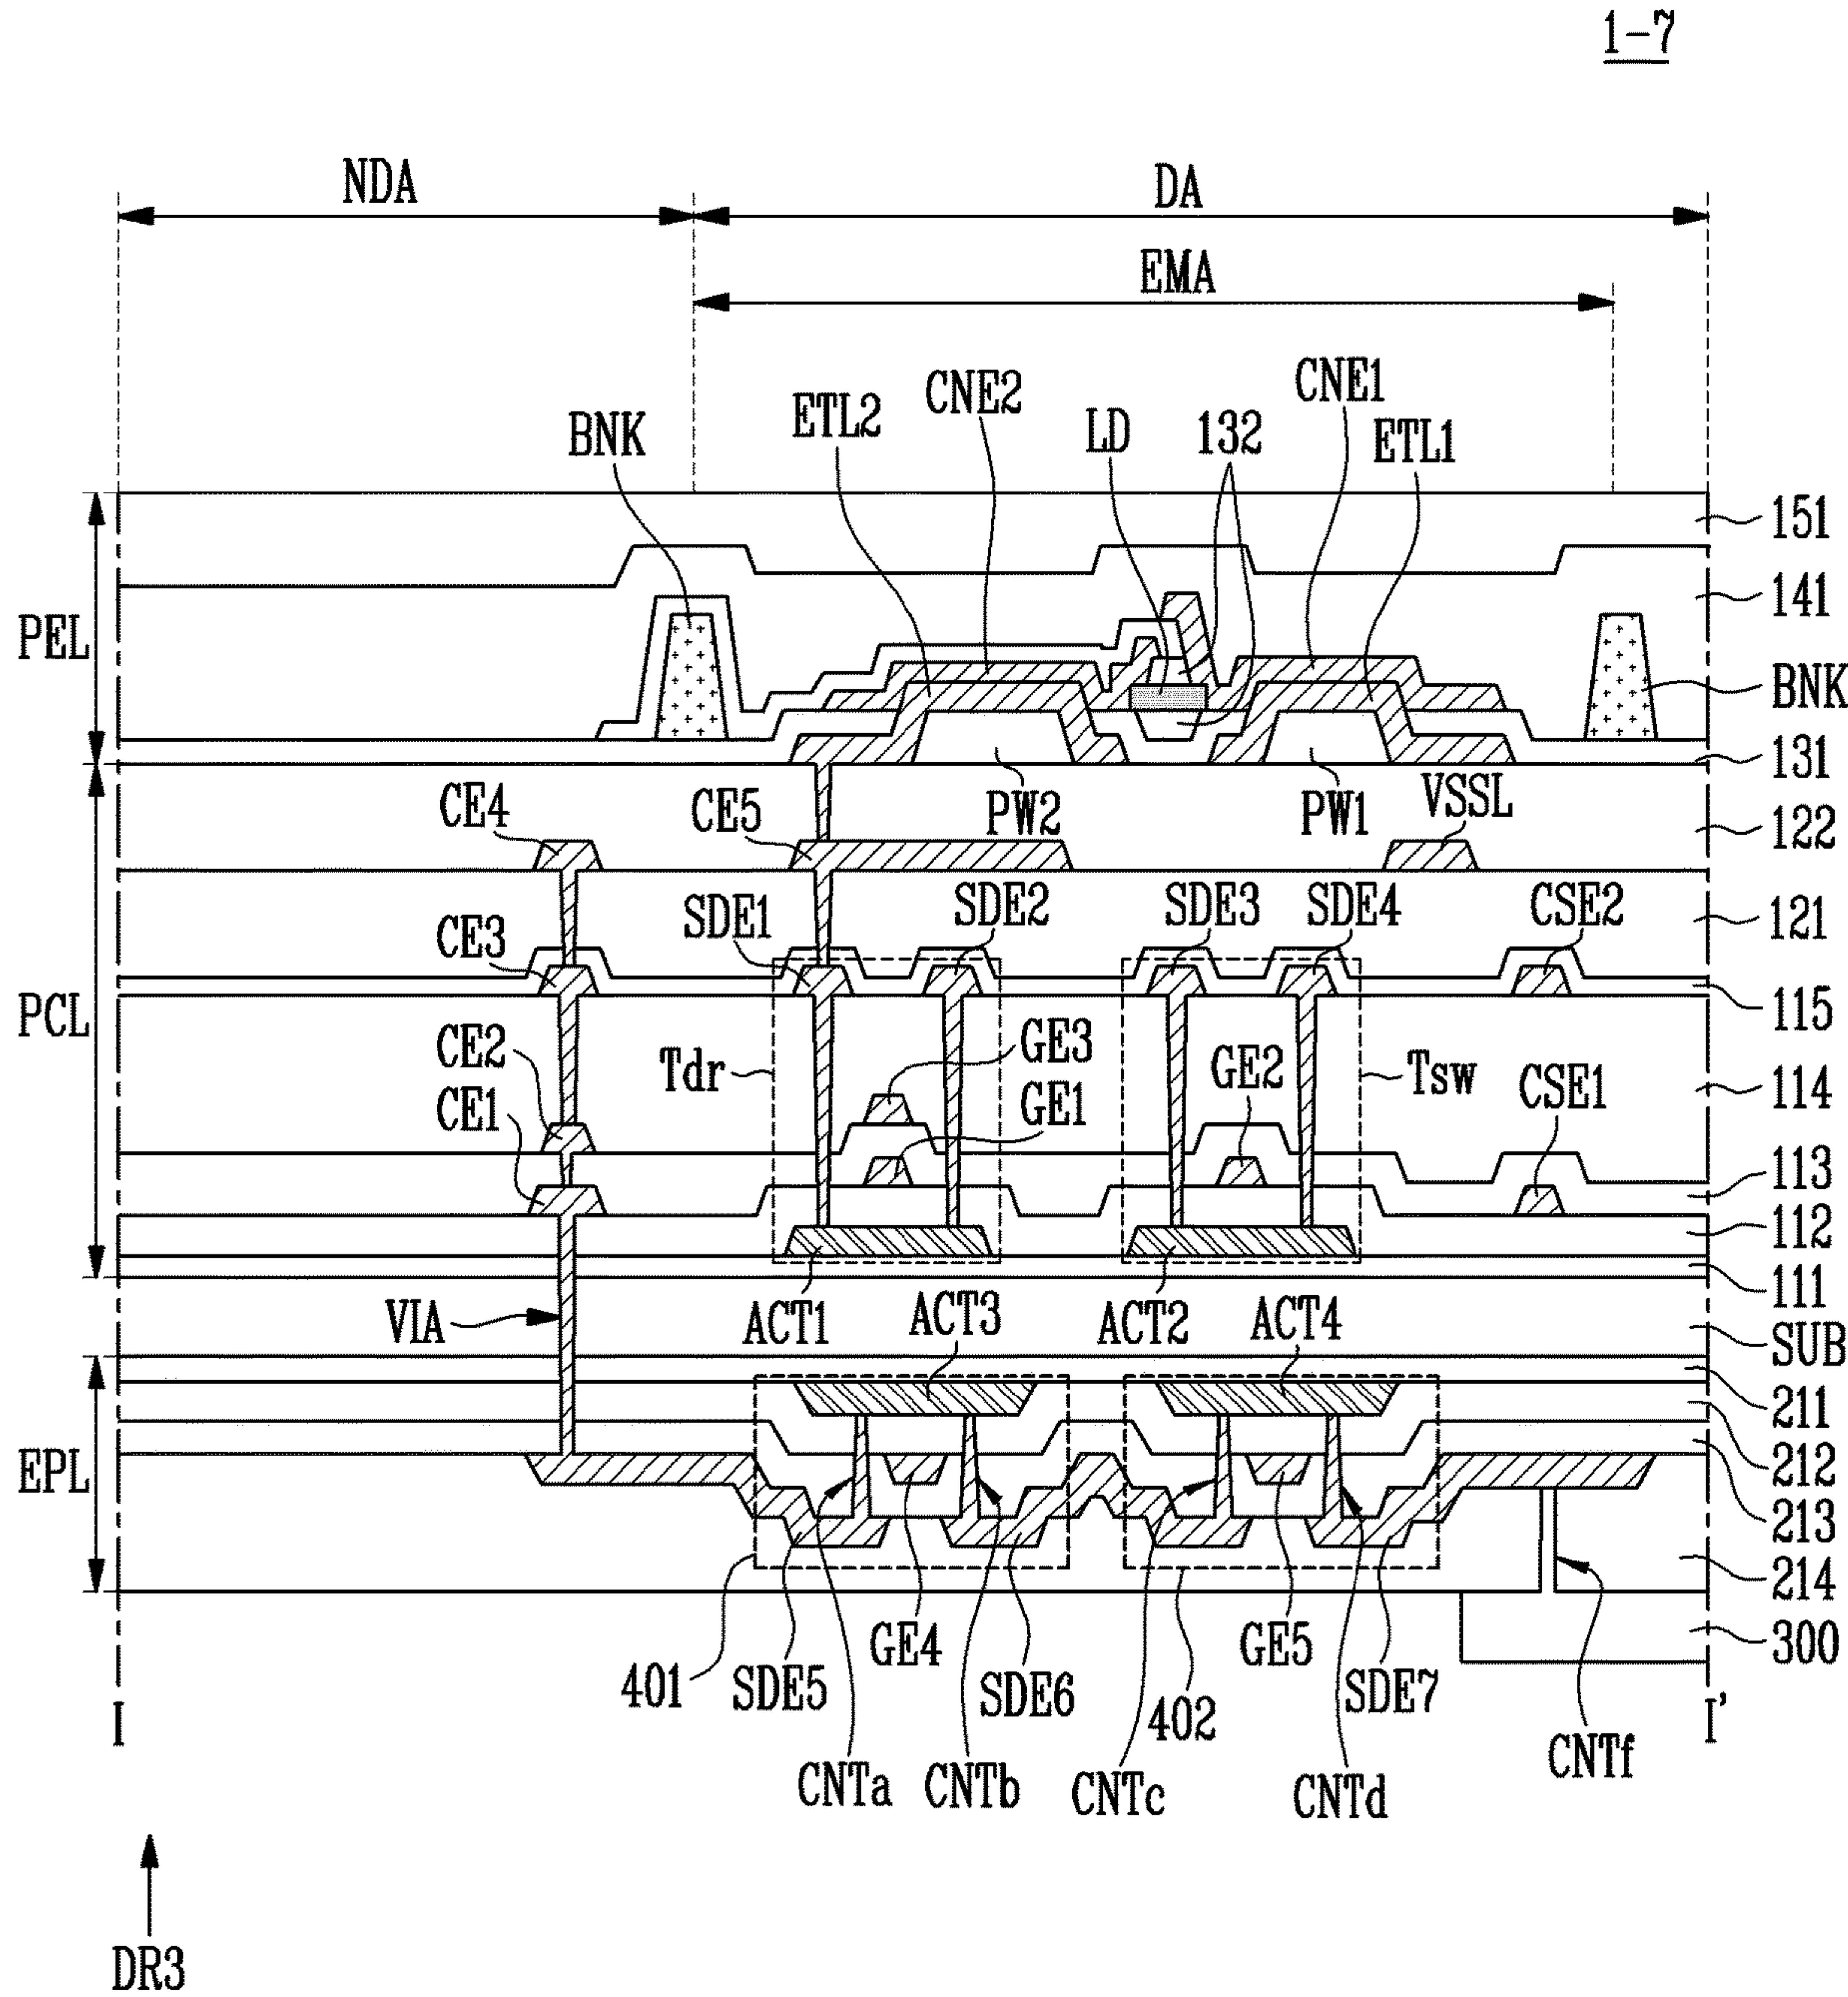 1-7
NDA
DA
EMA
BNK
ETL2
CNE2
LD
132
CNE1
ETL1
151
141
PEL
BNK
131
CE4
CE5
PW2
PW1
VSSL
122
CE3
SDE1
SDE2
SDE3
SDE4
CSE2
121
115
PCL
CE2
CE1
Tdr
GE3
GE1
GE2
Tsw
CSE1
114
113
112
111
VIA
ACT1
ACT3
ACT2
ACT4
SUB
211
212
213
214
EPL
300
401
SDE5
GE4
SDE6
402
GE5
SDE7
I
I'
CNTa
CNTb
CNTc
CNTd
CNTf
DR3